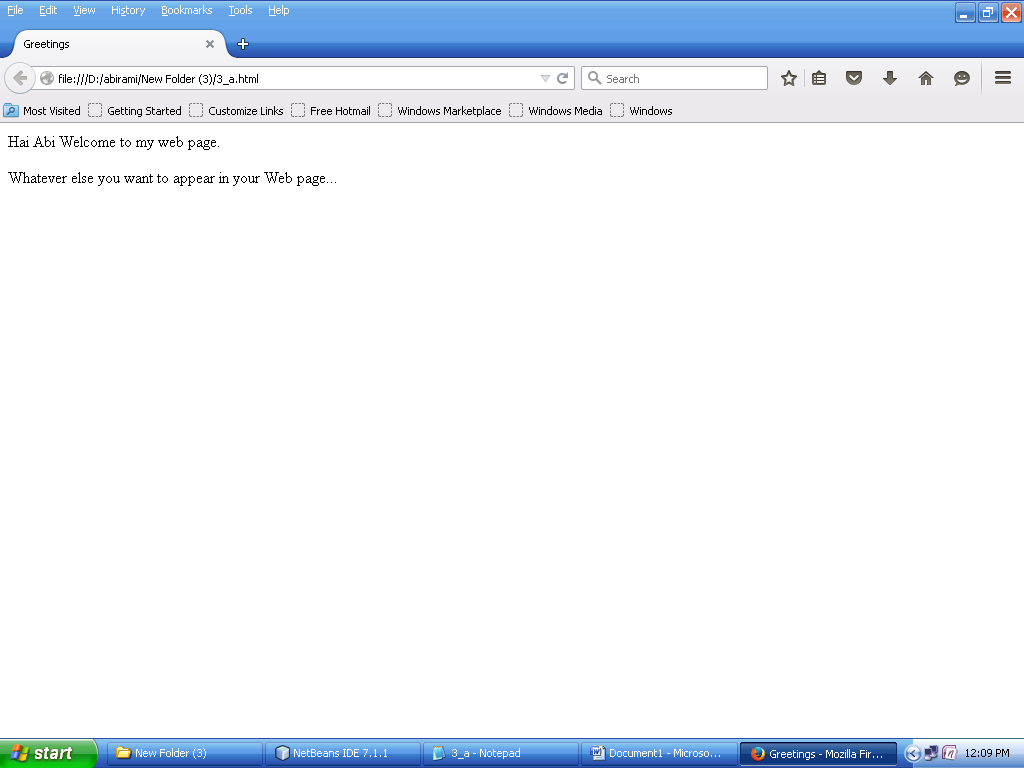 File Edit View History Bookmarks Tools Help
Greetings
file:///D:/abirami/New Folder (3)/3_a.html
Search
Most Visited Getting Started Customize Links Free Hotmail Windows Marketplace Windows Media Windows
Hai Abi Welcome to my web page.
Whatever else you want to appear in your Web page...
start New Folder (3) NetBeans IDE 7.1.1 3_a - Notepad Document1 - Microso... Greetings - Mozilla Fir... 12:09 PM